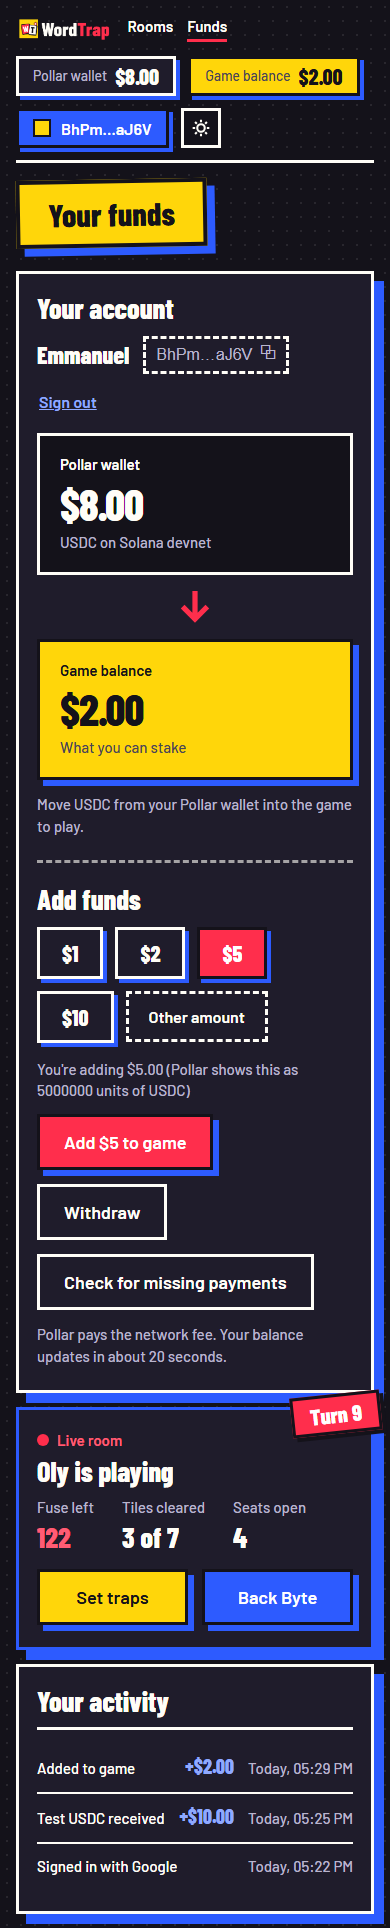 WT WordTrap Rooms Funds
Pollar wallet $8.00 Game balance $2.00
BhPm...aJ6V
Your funds
Your account
Emmanuel BhPm...aJ6V
Sign out
Pollar wallet
$8.00
USDC on Solana devnet
Game balance
$2.00
What you can stake
Move USDC from your Pollar wallet into the game
to play.
Add funds
$1 $2 $5
$10 Other amount
You're adding $5.00 (Pollar shows this as
5000000 units of USDC)
Add $5 to game
Withdraw
Check for missing payments
Pollar pays the network fee. Your balance
updates in about 20 seconds.
Turn 9
Live room
Oly is playing
Fuse left Tiles cleared Seats open
122 3 of 7 4
Set traps Back Byte
Your activity
Added to game +$2.00 Today, 05:29 PM
Test USDC received +$10.00 Today, 05:25 PM
Signed in with Google Today, 05:22 PM